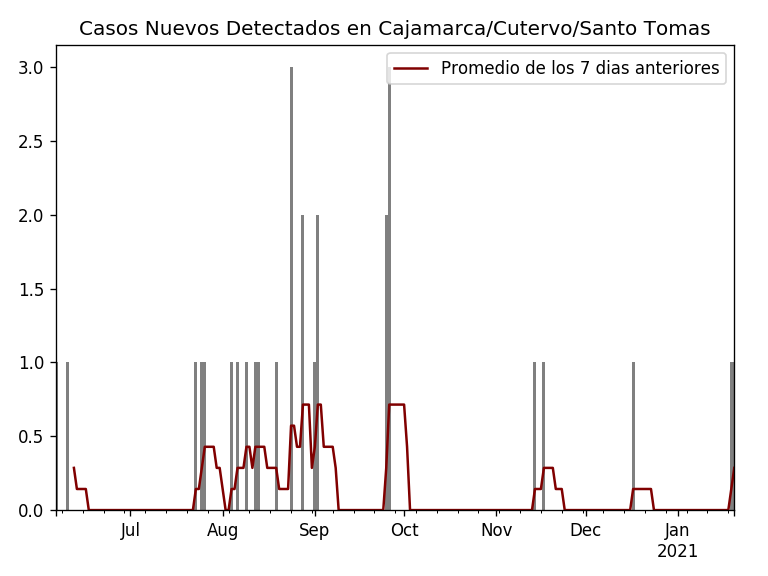 Casos Nuevos Detectados en Cajamarca/Cutervo/Santo Tomas
Promedio de los 7 dias anteriores
3.0
2.5
2.0
1.5
1.0
0.5
0.0
Jul Aug Sep Oct Nov Dec Jan
2021